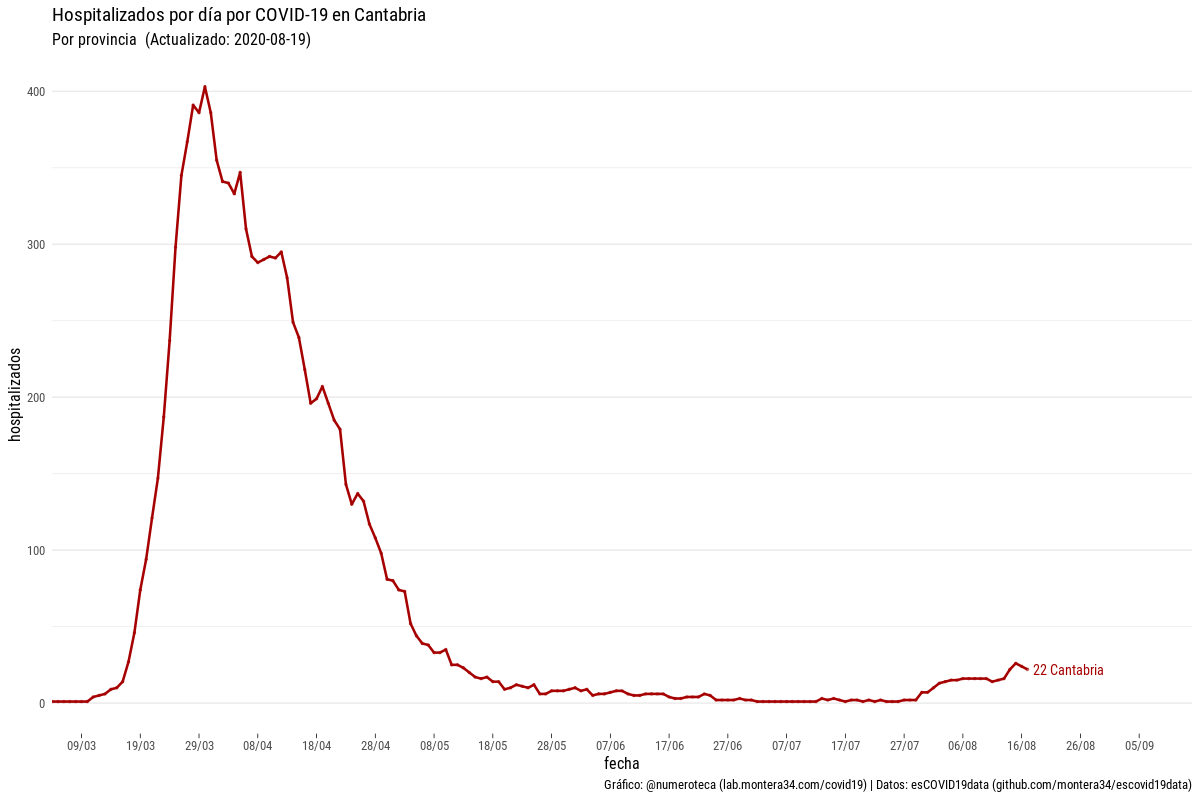 Hospitalizados por día por COVID-19 en Cantabria
Por provincia (Actualizado: 2020-08-19)
400
300
200
100
0
hospitalizados
22 Cantabria
09/03 19/03 29/03 08/04 18/04 28/04 08/05 18/05 28/05 07/06 17/06 27/06 07/07 17/07 27/07 06/08 16/08 26/08 05/09
fecha
Gráfico: @numeroteca (lab.montera34.com/covid19) | Datos: esCOVID19data (github.com/montera34/escovid19data)